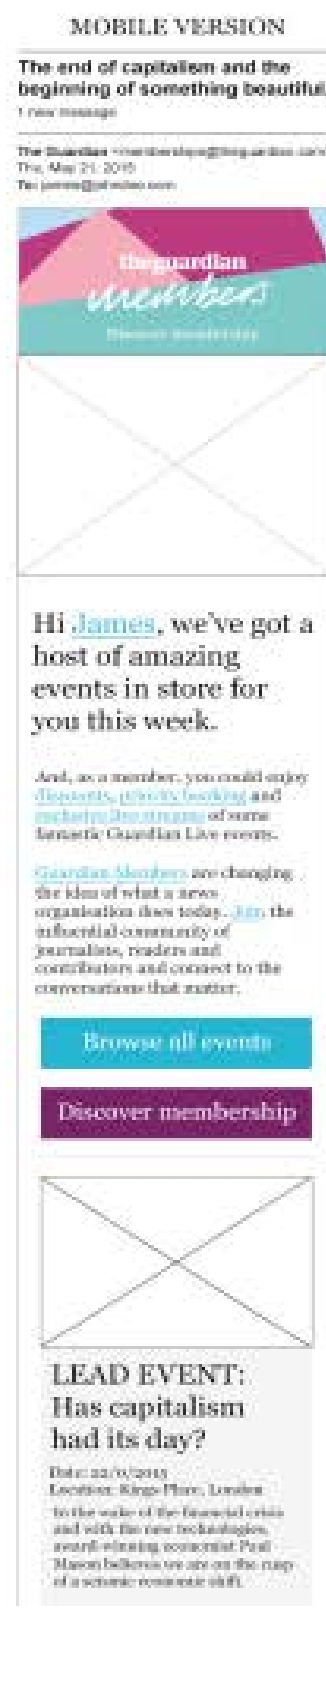 MOBILE VERSION
The end of capitalism and the
beginning of something beautiful
1 new message
The Guardian
Thu, May 21, 2015
To:
theguardian
members
Discover membership
Hi James, we've got a
host of amazing
events in store for
you this week.
And, as a member, you could enjoy
discounts, priority booking and
exclusive live streams of some
fantastic Guardian Live events.
Guardian Members are changing
the idea of what a news
organisation does today. Join the
influential community of
journalists, readers and
contributors and connect to the
conversations that matter.
Browse all events
Discover membership
LEAD EVENT:
Has capitalism
had its day?
Date:
Location: Kings Place, London
In the wake of the financial crisis
and with the new technologies,
award-winning economist Paul
Mason believes we are on the cusp
of a seismic economic shift.